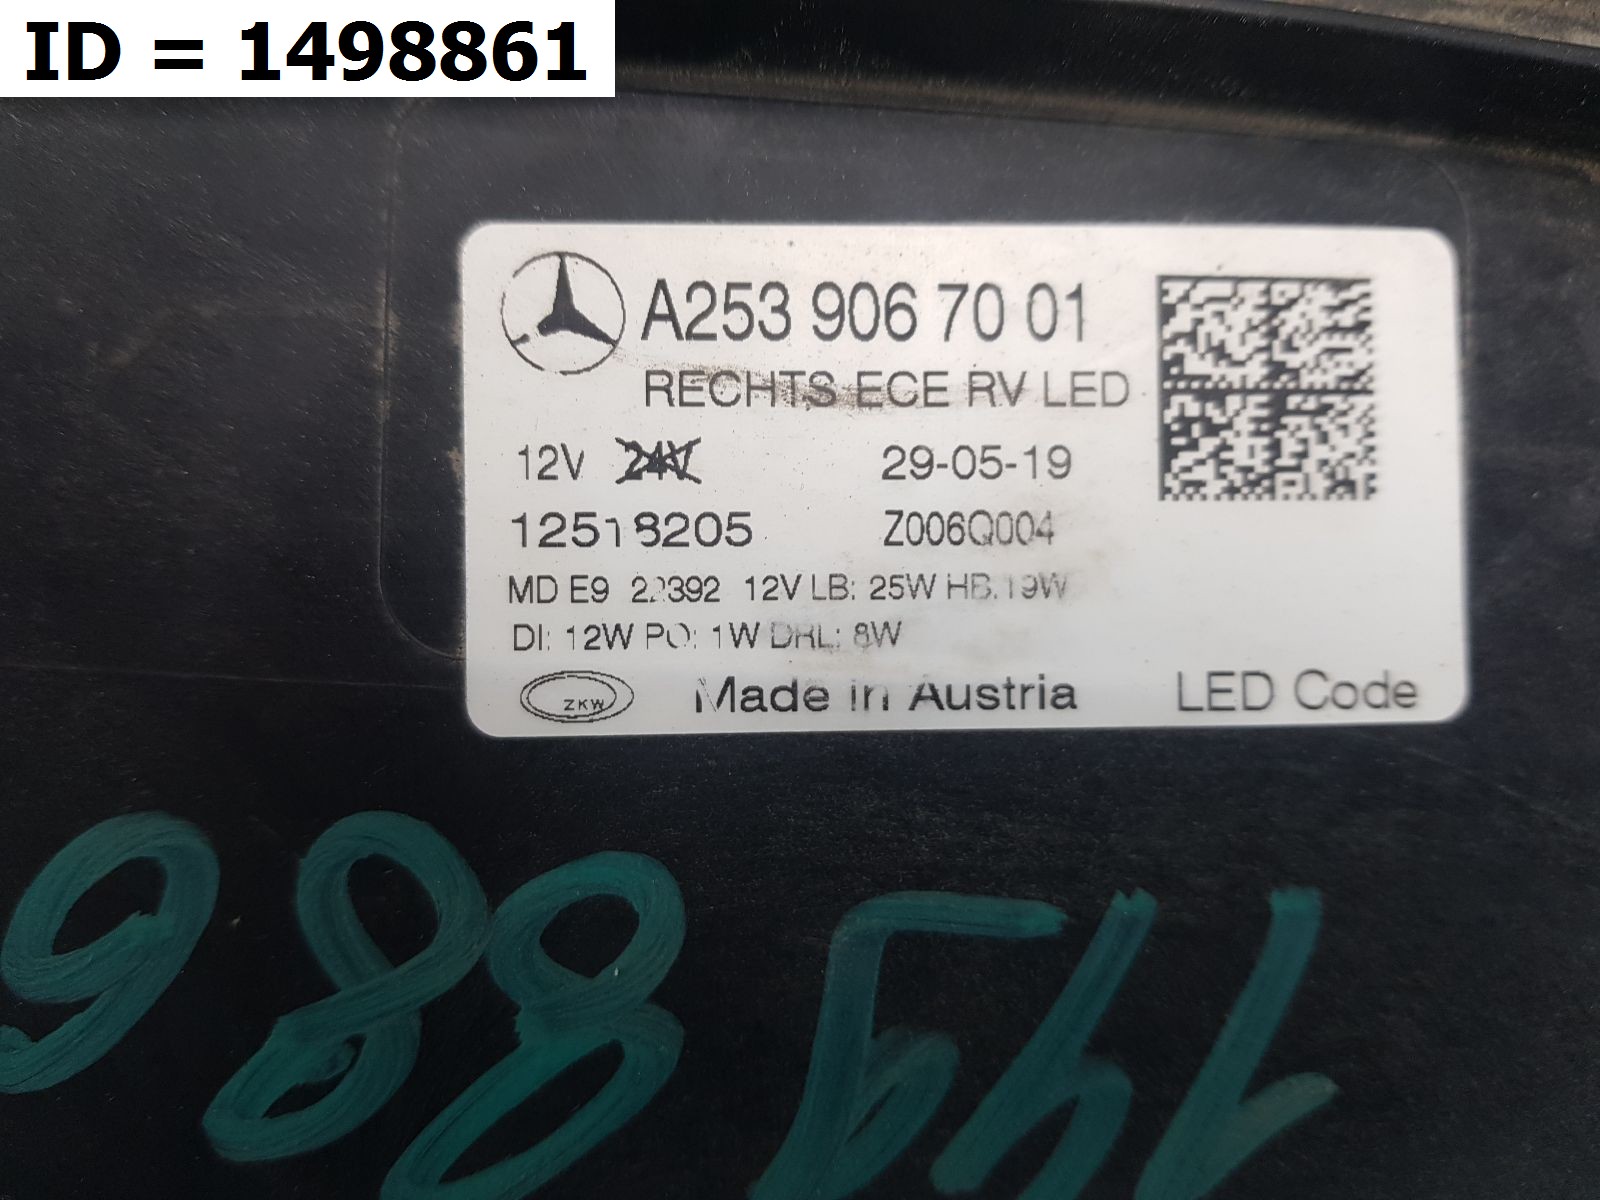 ID = 1498861
A253 906 70 01
RECHTS ECE RV LED
12V 24V 29-05-19
12518205 Z006Q004
MD E9 22392 12V LB: 25W HB: 19W
DI: 12W PO: 1W DRL: 8W
ZKW Made in Austria LED Code
149886